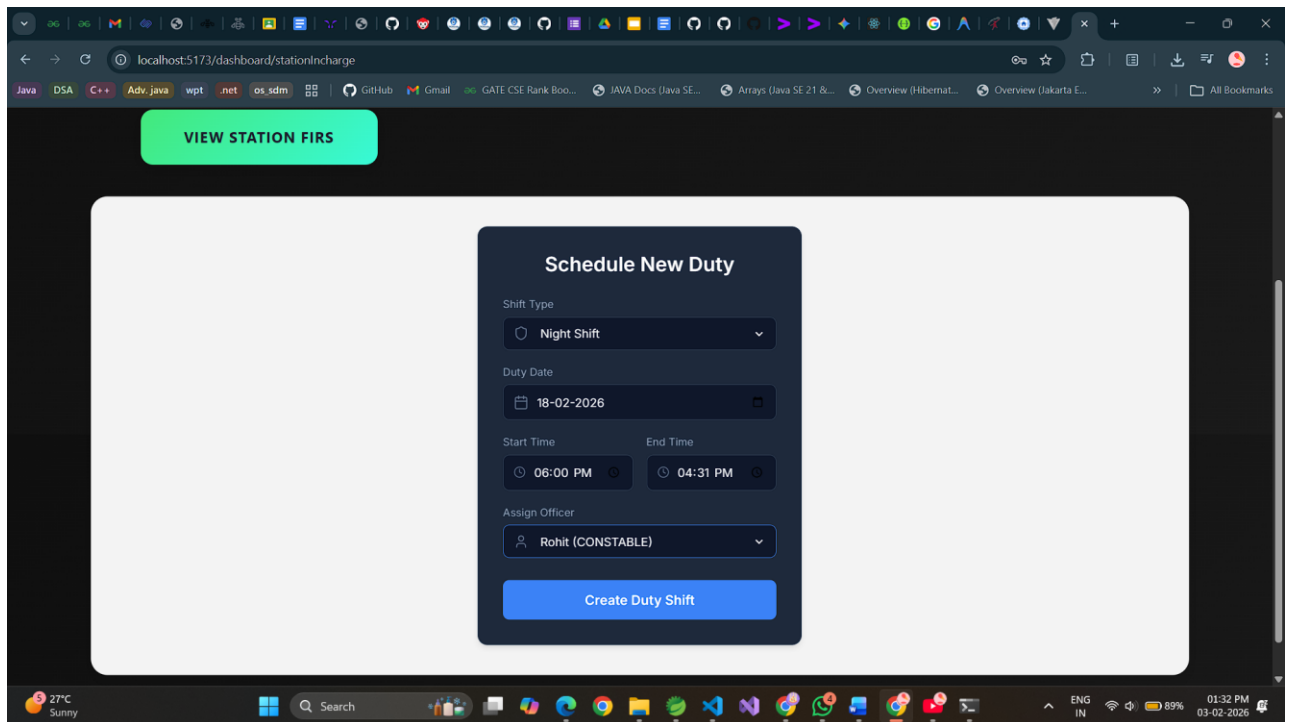 localhost:5173/dashboard/stationIncharge
Java DSA C++ Adv. java wpt .net os_sdm GitHub Gmail GATE CSE Rank Boo... JAVA Docs (Java SE... Arrays (Java SE 21 &... Overview (Hibernat... Overview (Jakarta E... » All Bookmarks
VIEW STATION FIRS
Schedule New Duty
Shift Type
Night Shift
Duty Date
18-02-2026
Start Time End Time
06:00 PM 04:31 PM
Assign Officer
Rohit (CONSTABLE)
Create Duty Shift
5 27°C
Sunny
Search
4
ENG
IN
89%
01:32 PM
03-02-2026